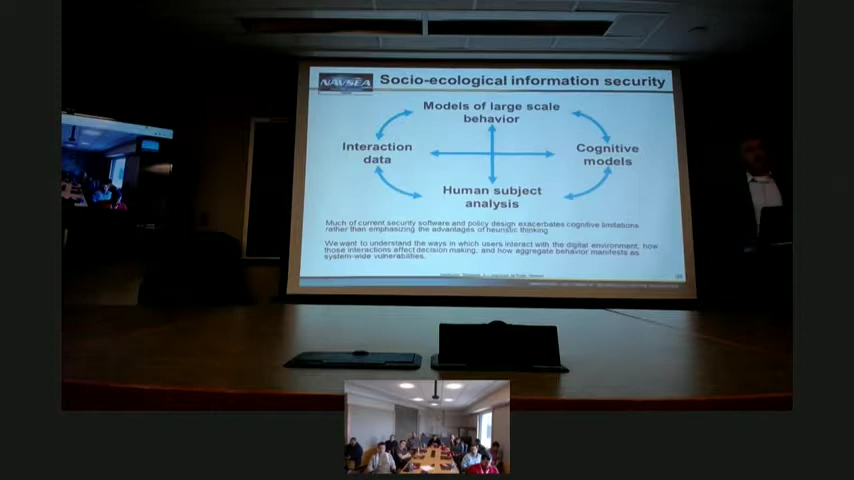 NAVSEA
Socio-ecological information security
Models of large scale
behavior
Interaction
data
Cognitive
models
Human subject
analysis
Much of current security software and policy design exacerbates cognitive limitations
rather than emphasizing the advantages of heuristic thinking
We want to understand the ways in which users interact with the digital environment, how
those interactions affect decision making, and how aggregate behavior manifests as
system-wide vulnerabilities.